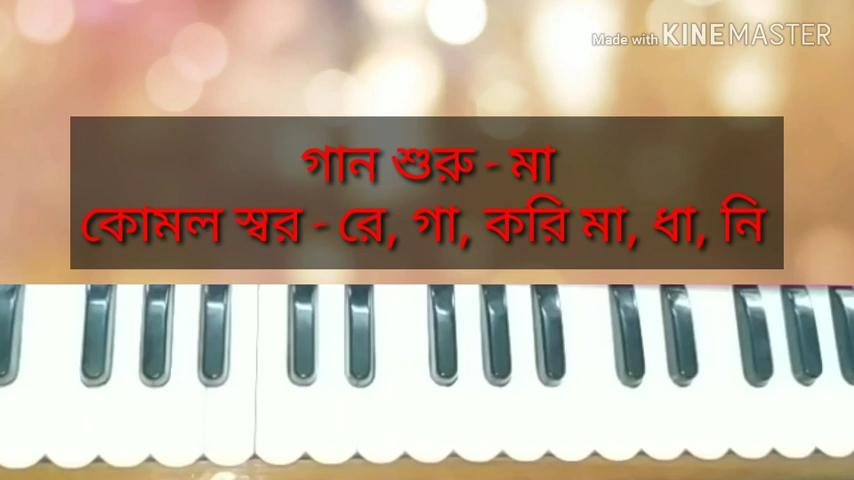 Made with KINEMASTER
গান শুরু - মা
কোমল স্বর - রে, গা, করি মা, ধা, নি